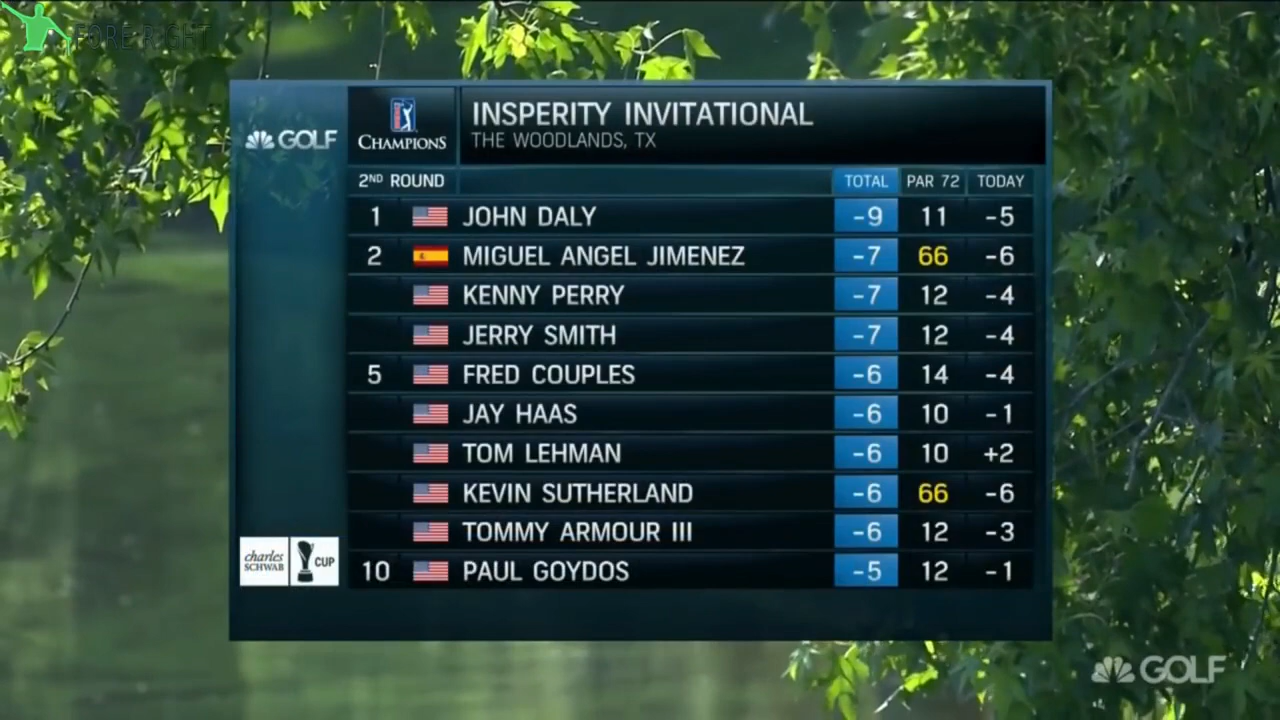 FORE RIGHT
GOLF
CHAMPIONS
INSPERITY INVITATIONAL
THE WOODLANDS, TX
2ND ROUND TOTAL PAR 72 TODAY
1 JOHN DALY -9 11 -5
2 MIGUEL ANGEL JIMENEZ -7 66 -6
KENNY PERRY -7 12 -4
JERRY SMITH -7 12 -4
5 FRED COUPLES -6 14 -4
JAY HAAS -6 10 -1
TOM LEHMAN -6 10 +2
KEVIN SUTHERLAND -6 66 -6
TOMMY ARMOUR III -6 12 -3
10 PAUL GOYDOS -5 12 -1
charles
SCHWAB
CUP
GOLF